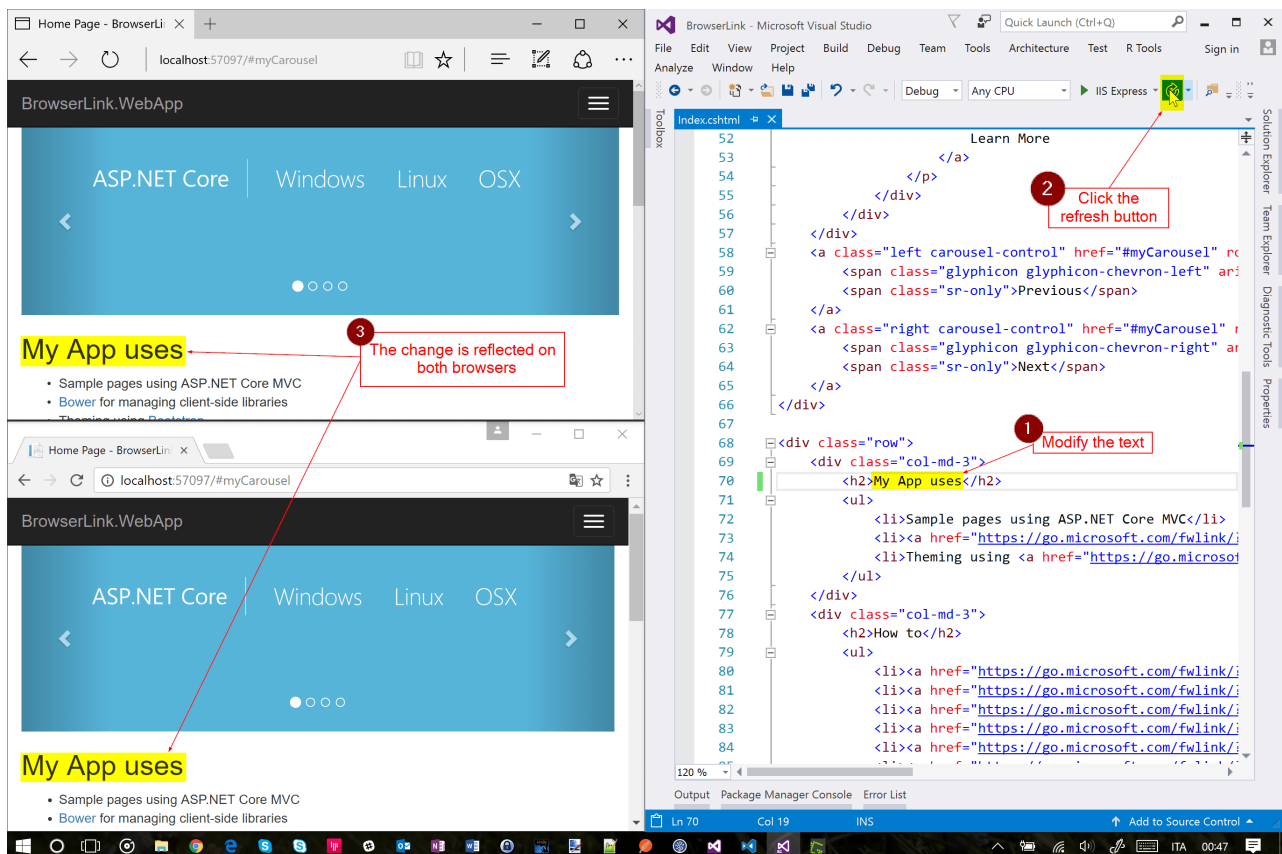 Home Page - BrowserLi
localhost:57097/#myCarousel
BrowserLink.WebApp
ASP.NET Core Windows Linux OSX
My App uses
3
The change is reflected on
both browsers
Sample pages using ASP.NET Core MVC
Bower for managing client-side libraries
Theming using Bootstrap
Home Page - BrowserLin
localhost:57097/#myCarousel
BrowserLink.WebApp
ASP.NET Core Windows Linux OSX
My App uses
Sample pages using ASP.NET Core MVC
Bower for managing client-side libraries
BrowserLink - Microsoft Visual Studio
Quick Launch (Ctrl+Q)
File Edit View Project Build Debug Team Tools Architecture Test R Tools Sign in
Analyze Window Help
Debug Any CPU IIS Express
Toolbox
Index.cshtml
52 Learn More
53 </a>
54 </p>
55 </div>
56 </div>
57 </div>
58 <a class="left carousel-control" href="#myCarousel" ro
59 <span class="glyphicon glyphicon-chevron-left" ari
60 <span class="sr-only">Previous</span>
61 </a>
62 <a class="right carousel-control" href="#myCarousel" r
63 <span class="glyphicon glyphicon-chevron-right" ar
64 <span class="sr-only">Next</span>
65 </a>
66 </div>
67
68 <div class="row">
69 <div class="col-md-3">
70 <h2>My App uses</h2>
71 <ul>
72 <li>Sample pages using ASP.NET Core MVC</li>
73 <li><a href="https://go.microsoft.com/fwlink/?
74 <li>Theming using <a href="https://go.microsof
75 </ul>
76 </div>
77 <div class="col-md-3">
78 <h2>How to</h2>
79 <ul>
80 <li><a href="https://go.microsoft.com/fwlink/?
81 <li><a href="https://go.microsoft.com/fwlink/?
82 <li><a href="https://go.microsoft.com/fwlink/?
83 <li><a href="https://go.microsoft.com/fwlink/?
84 <li><a href="https://go.microsoft.com/fwlink/?
2
Click the
refresh button
1
Modify the text
Solution Explorer
Team Explorer
Diagnostic Tools
Properties
120 %
Output Package Manager Console Error List
Ln 70 Col 19 INS Add to Source Control
ITA 00:47